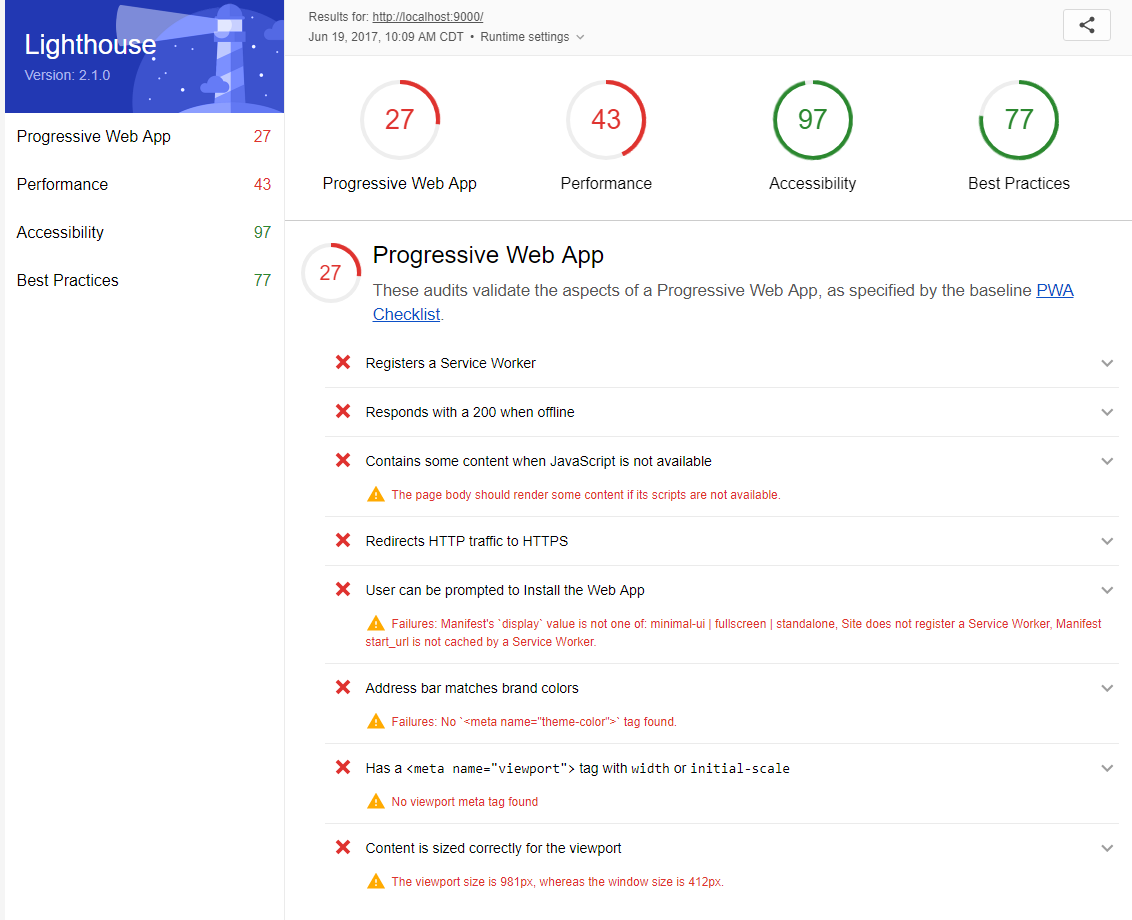 Lighthouse
Version: 2.1.0
Progressive Web App 27
Performance 43
Accessibility 97
Best Practices 77
Results for: http://localhost:9000/
Jun 19, 2017, 10:09 AM CDT • Runtime settings
27 43 97 77
Progressive Web App Performance Accessibility Best Practices
27
Progressive Web App
These audits validate the aspects of a Progressive Web App, as specified by the baseline PWA
Checklist.
Registers a Service Worker
Responds with a 200 when offline
Contains some content when JavaScript is not available
The page body should render some content if its scripts are not available.
Redirects HTTP traffic to HTTPS
User can be prompted to Install the Web App
Failures: Manifest's `display` value is not one of: minimal-ui | fullscreen | standalone, Site does not register a Service Worker, Manifest
start_url is not cached by a Service Worker.
Address bar matches brand colors
Failures: No `<meta name="theme-color">` tag found.
Has a <meta name="viewport"> tag with width or initial-scale
No viewport meta tag found
Content is sized correctly for the viewport
The viewport size is 981px, whereas the window size is 412px.